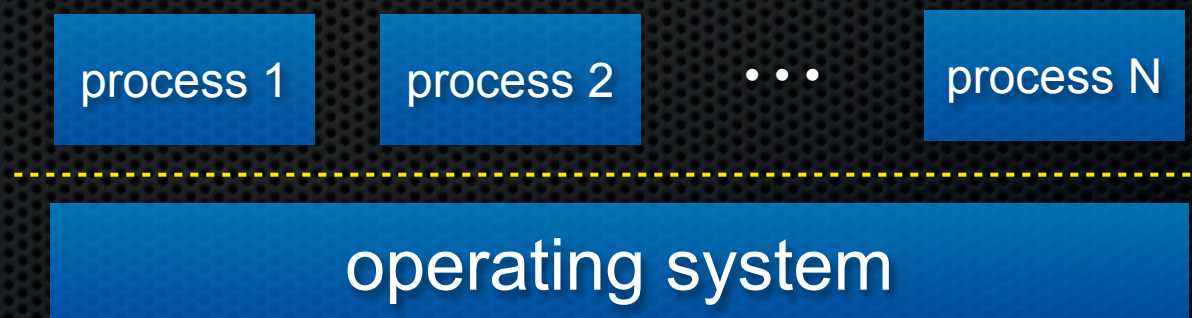 process 1
process 2
• • •
process N
operating system